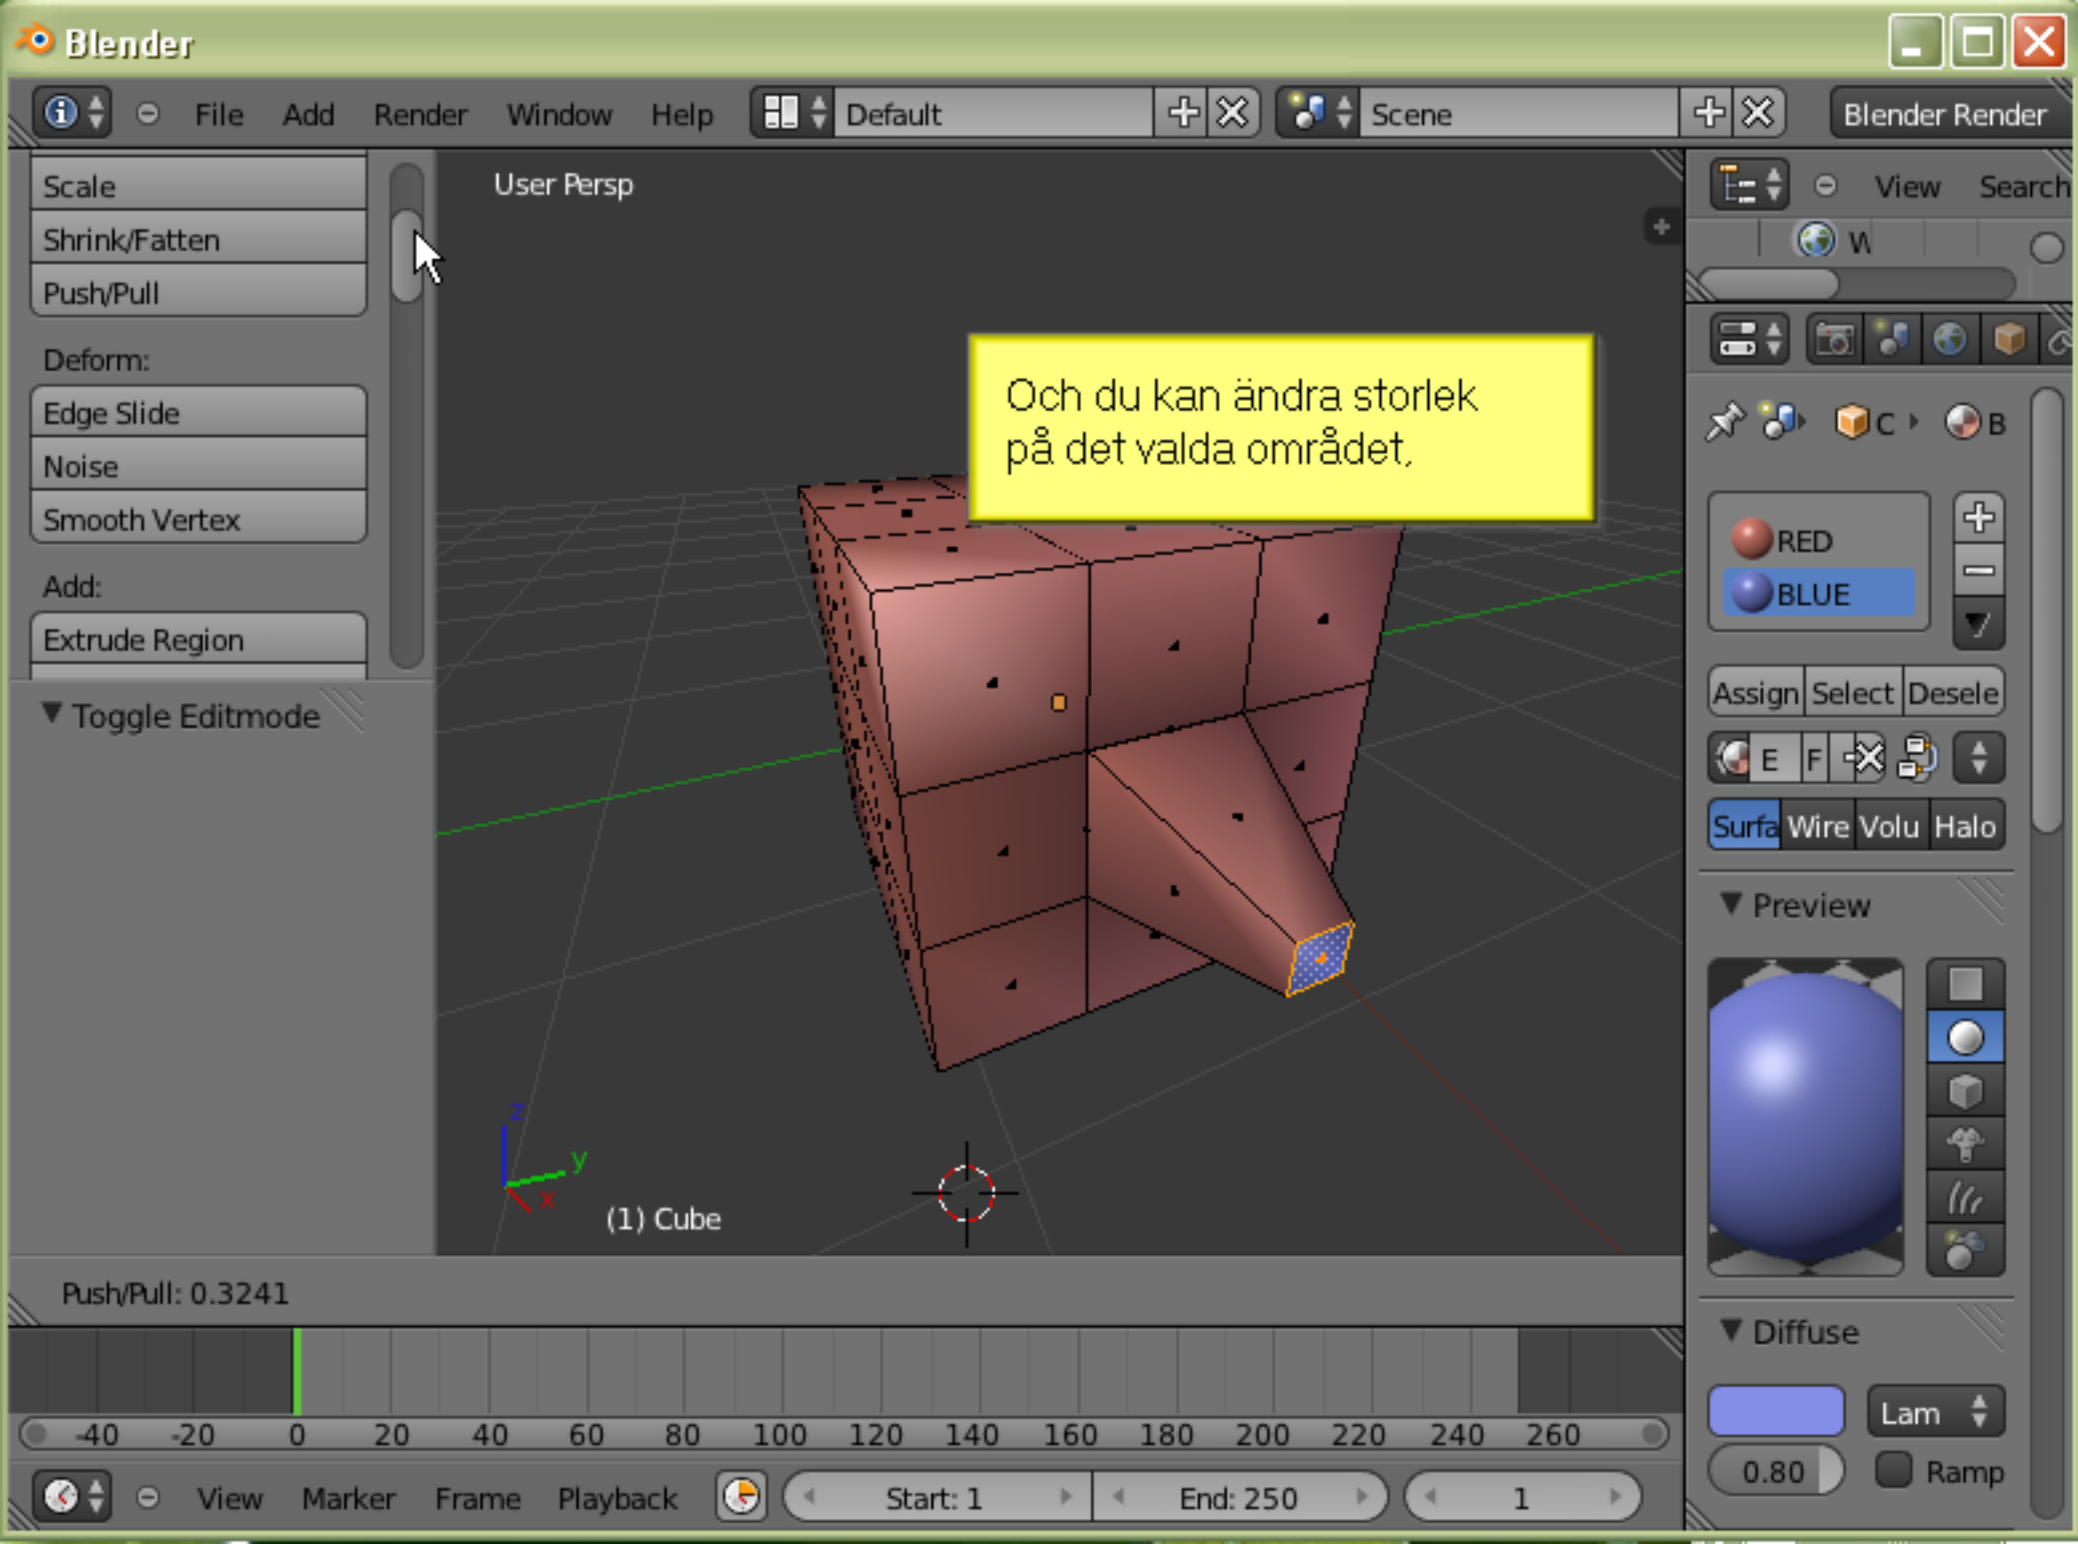 Blender
File Add Render Window Help Default Scene Blender Render
Scale
Shrink/Fatten
Push/Pull
Deform:
Edge Slide
Noise
Smooth Vertex
Add:
Extrude Region
Toggle Editmode
User Persp
Och du kan ändra storlek
på det valda området,
z
y
x
(1) Cube
Push/Pull: 0.3241
-40 -20 0 20 40 60 80 100 120 140 160 180 200 220 240 260
View Marker Frame Playback Start: 1 End: 250 1
View Search
W
C B
RED
BLUE
Assign Select Desele
E F
Surfa Wire Volu Halo
Preview
Diffuse
Lam
0.80 Ramp